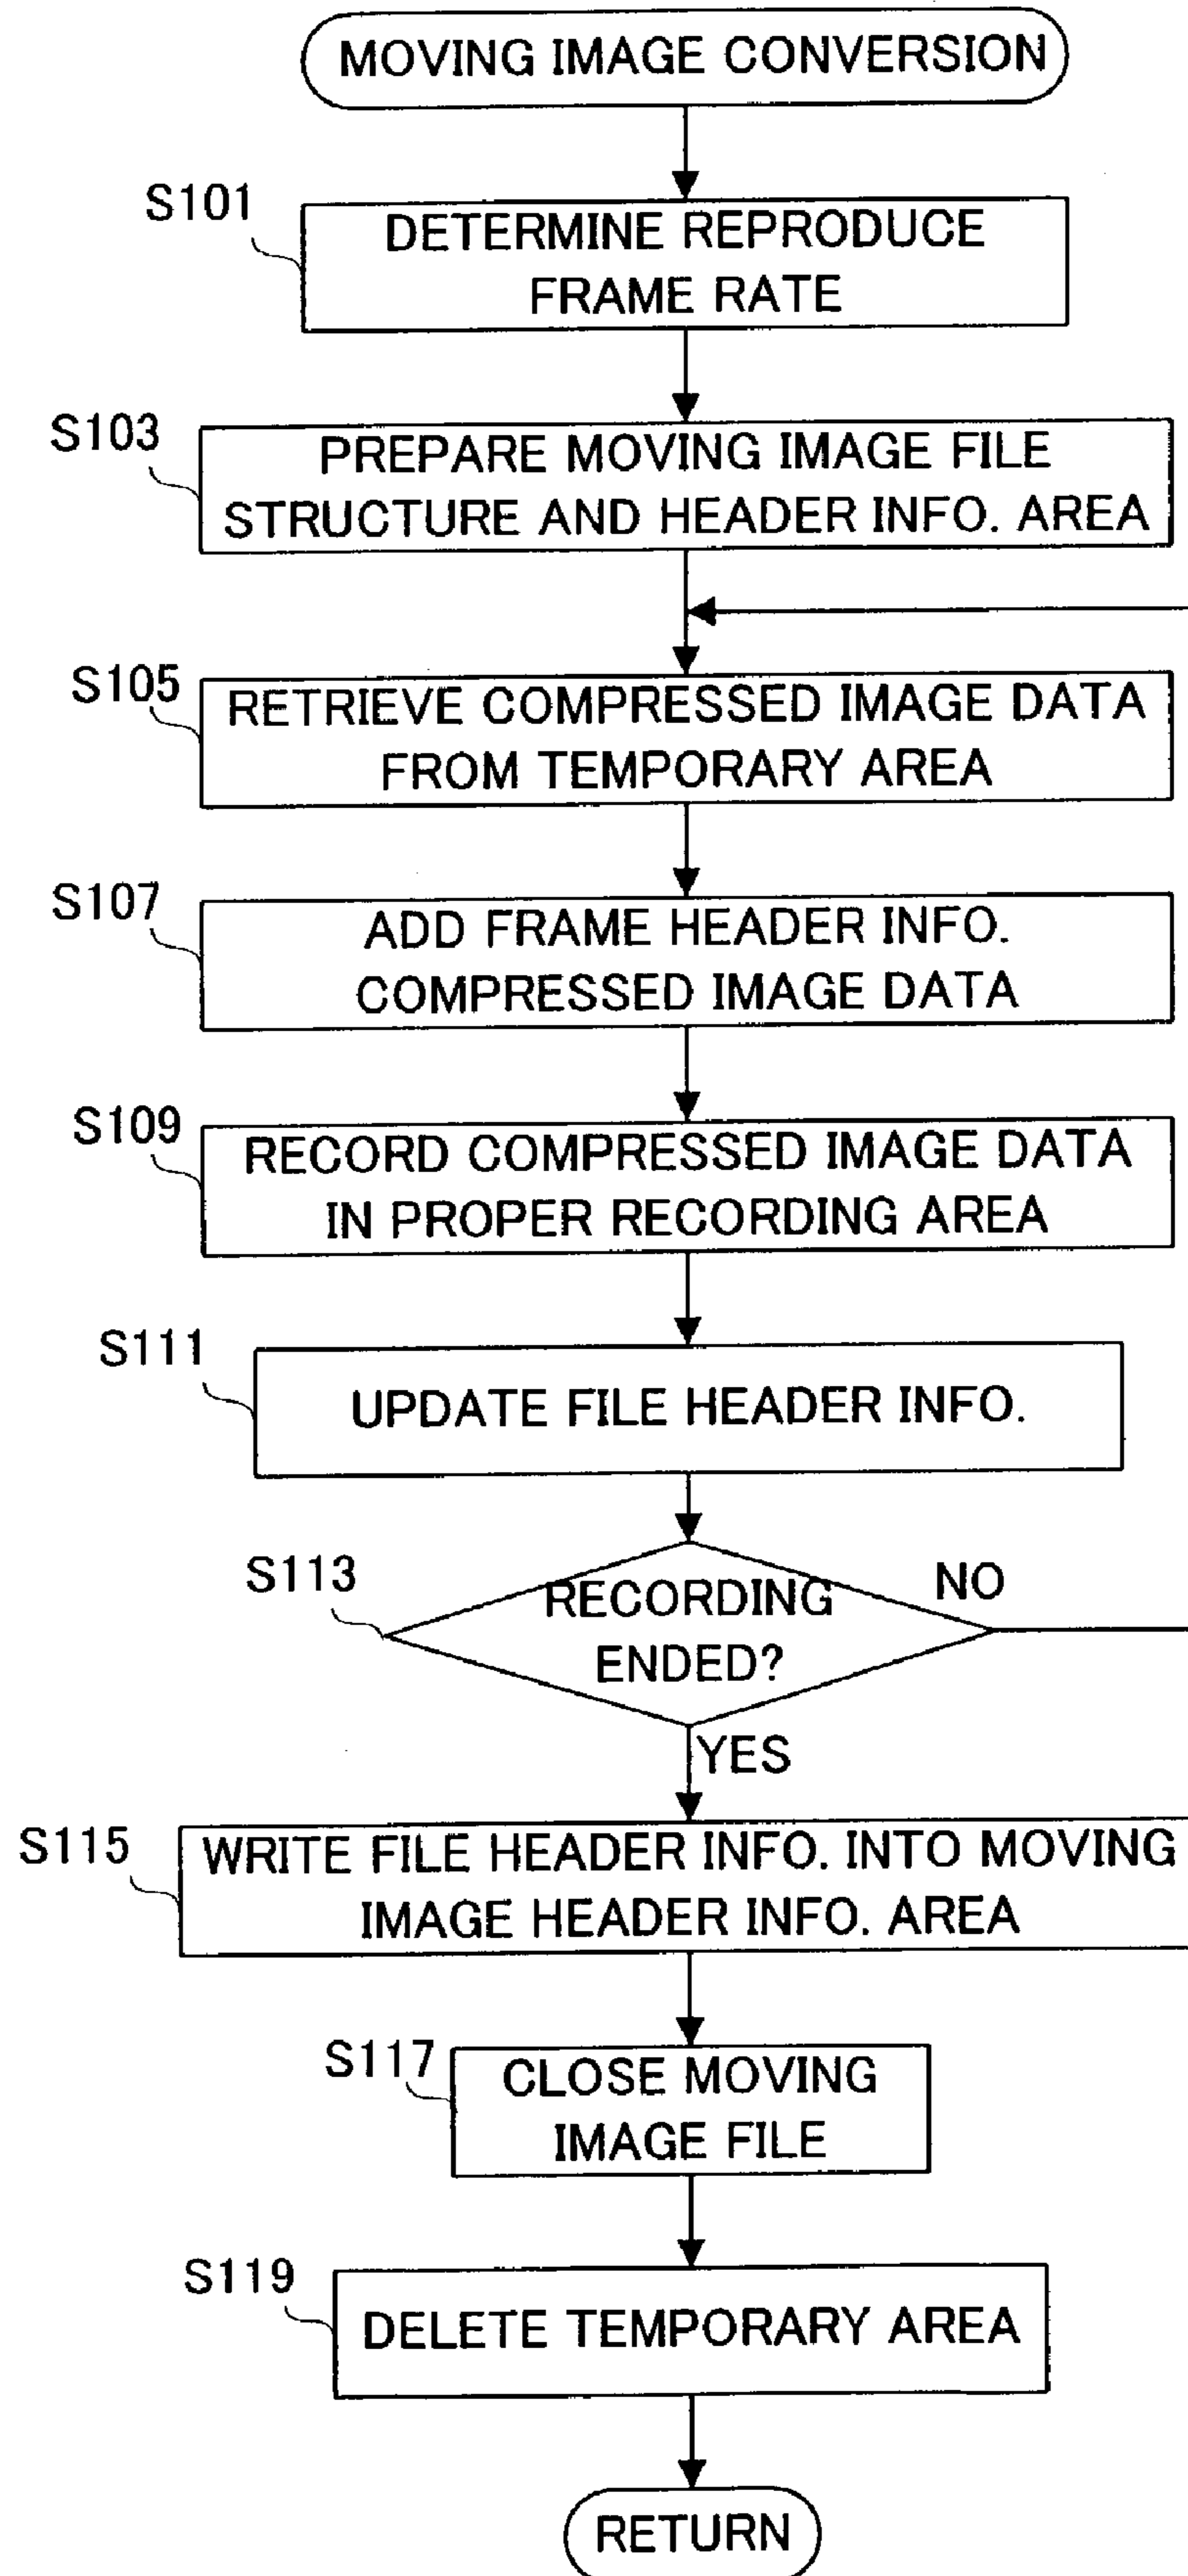 MOVING IMAGE CONVERSION
S101
DETERMINE REPRODUCE
FRAME RATE
S103
PREPARE MOVING IMAGE FILE
STRUCTURE AND HEADER INFO. AREA
S105
RETRIEVE COMPRESSED IMAGE DATA
FROM TEMPORARY AREA
S107
ADD FRAME HEADER INFO.
COMPRESSED IMAGE DATA
S109
RECORD COMPRESSED IMAGE DATA
IN PROPER RECORDING AREA
S111
UPDATE FILE HEADER INFO.
S113
RECORDING
ENDED?
NO
YES
S115
WRITE FILE HEADER INFO. INTO MOVING
IMAGE HEADER INFO. AREA
S117
CLOSE MOVING
IMAGE FILE
S119
DELETE TEMPORARY AREA
RETURN